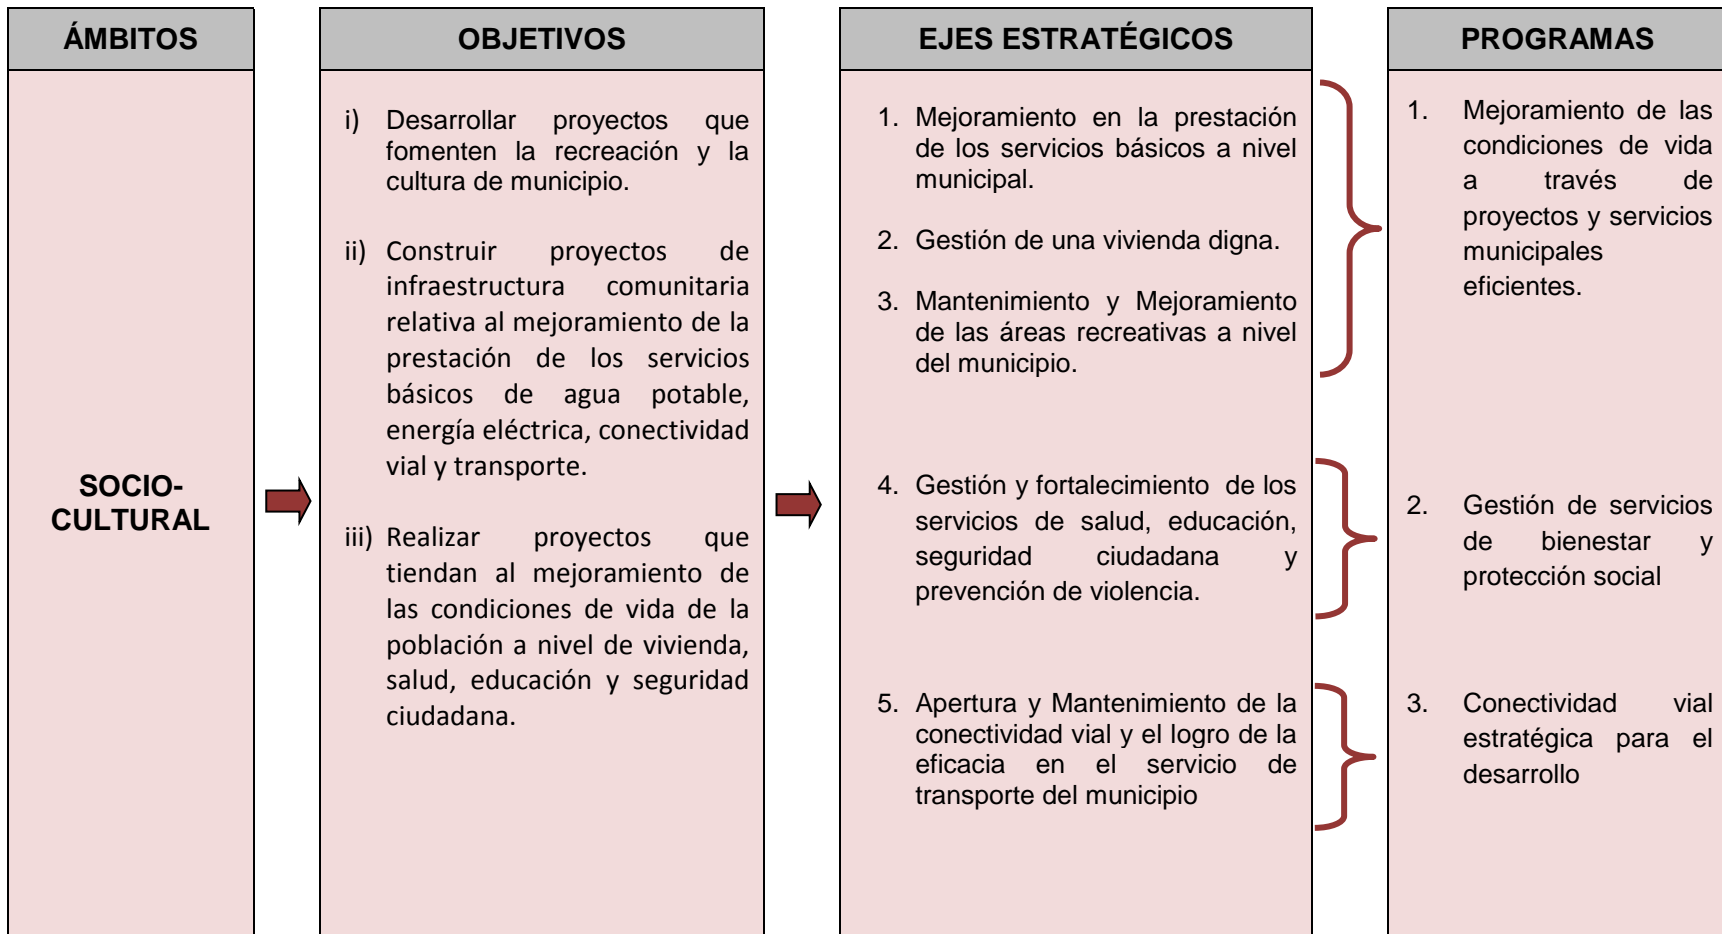 ÁMBITOS
SOCIO-
CULTURAL
OBJETIVOS
i) Desarrollar proyectos que
fomenten la recreación y la
cultura de municipio.
ii) Construir proyectos de
infraestructura comunitaria
relativa al mejoramiento de la
prestación de los servicios
básicos de agua potable,
energía eléctrica, conectividad
vial y transporte.
iii) Realizar proyectos que
tiendan al mejoramiento de
las condiciones de vida de la
población a nivel de vivienda,
salud, educación y seguridad
ciudadana.
EJES ESTRATÉGICOS
1. Mejoramiento en la prestación
de los servicios básicos a nivel
municipal.
2. Gestión de una vivienda digna.
3. Mantenimiento y Mejoramiento
de las áreas recreativas a nivel
del municipio.
4. Gestión y fortalecimiento de los
servicios de salud, educación,
seguridad ciudadana y
prevención de violencia.
5. Apertura y Mantenimiento de la
conectividad vial y el logro de la
eficacia en el servicio de
transporte del municipio
PROGRAMAS
1. Mejoramiento de las
condiciones de vida
a través de
proyectos y servicios
municipales
eficientes.
2. Gestión de servicios
de bienestar y
protección social
3. Conectividad vial
estratégica para el
desarrollo